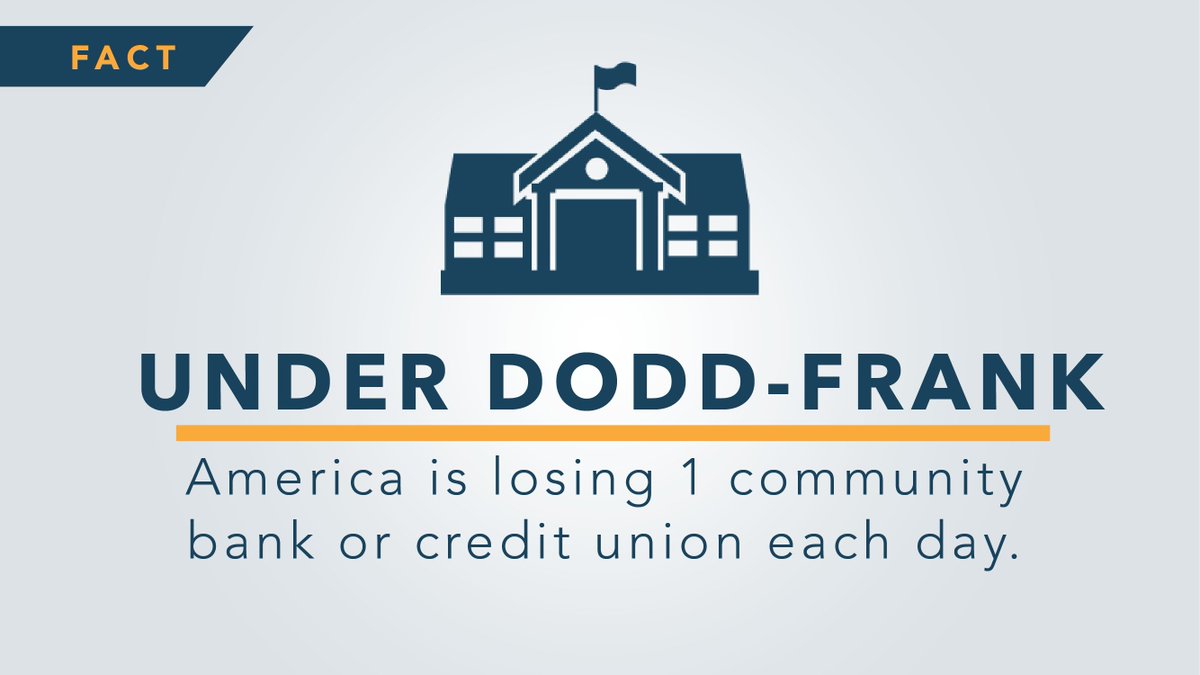 FACT
UNDER DODD-FRANK
America is losing 1 community
bank or credit union each day.